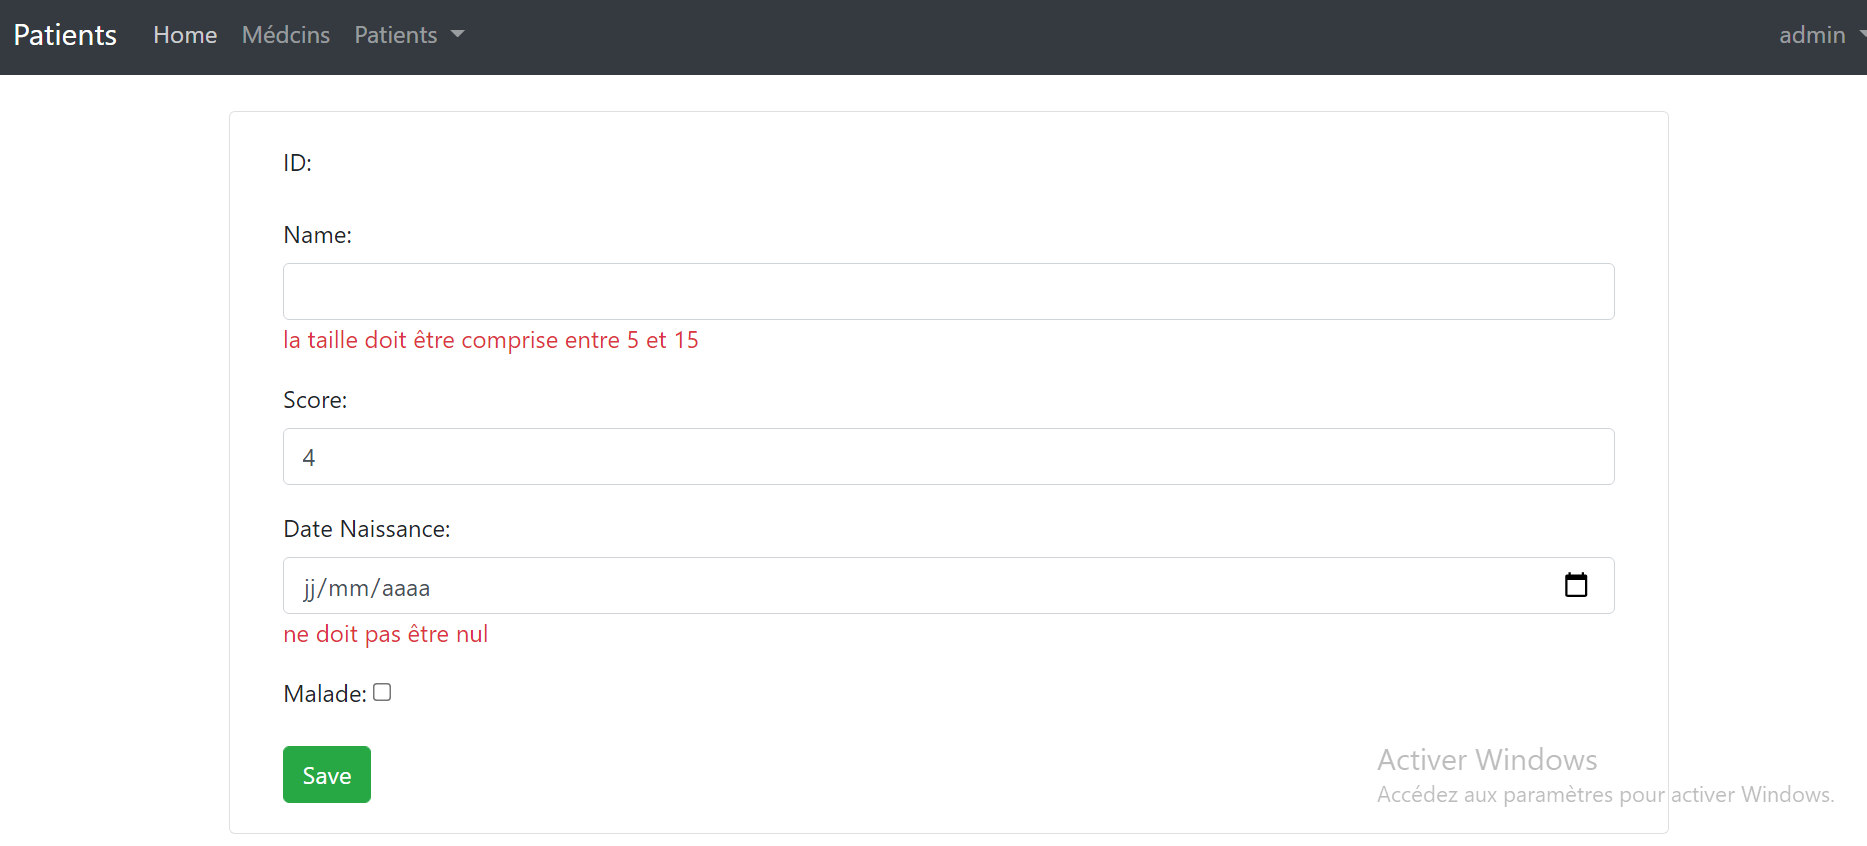 Patients Home Médcins Patients admin
ID:
Name:
la taille doit être comprise entre 5 et 15
Score:
4
Date Naissance:
jj/mm/aaaa
ne doit pas être nul
Malade:
Save
Activer Windows
Accédez aux paramètres pour activer Windows.